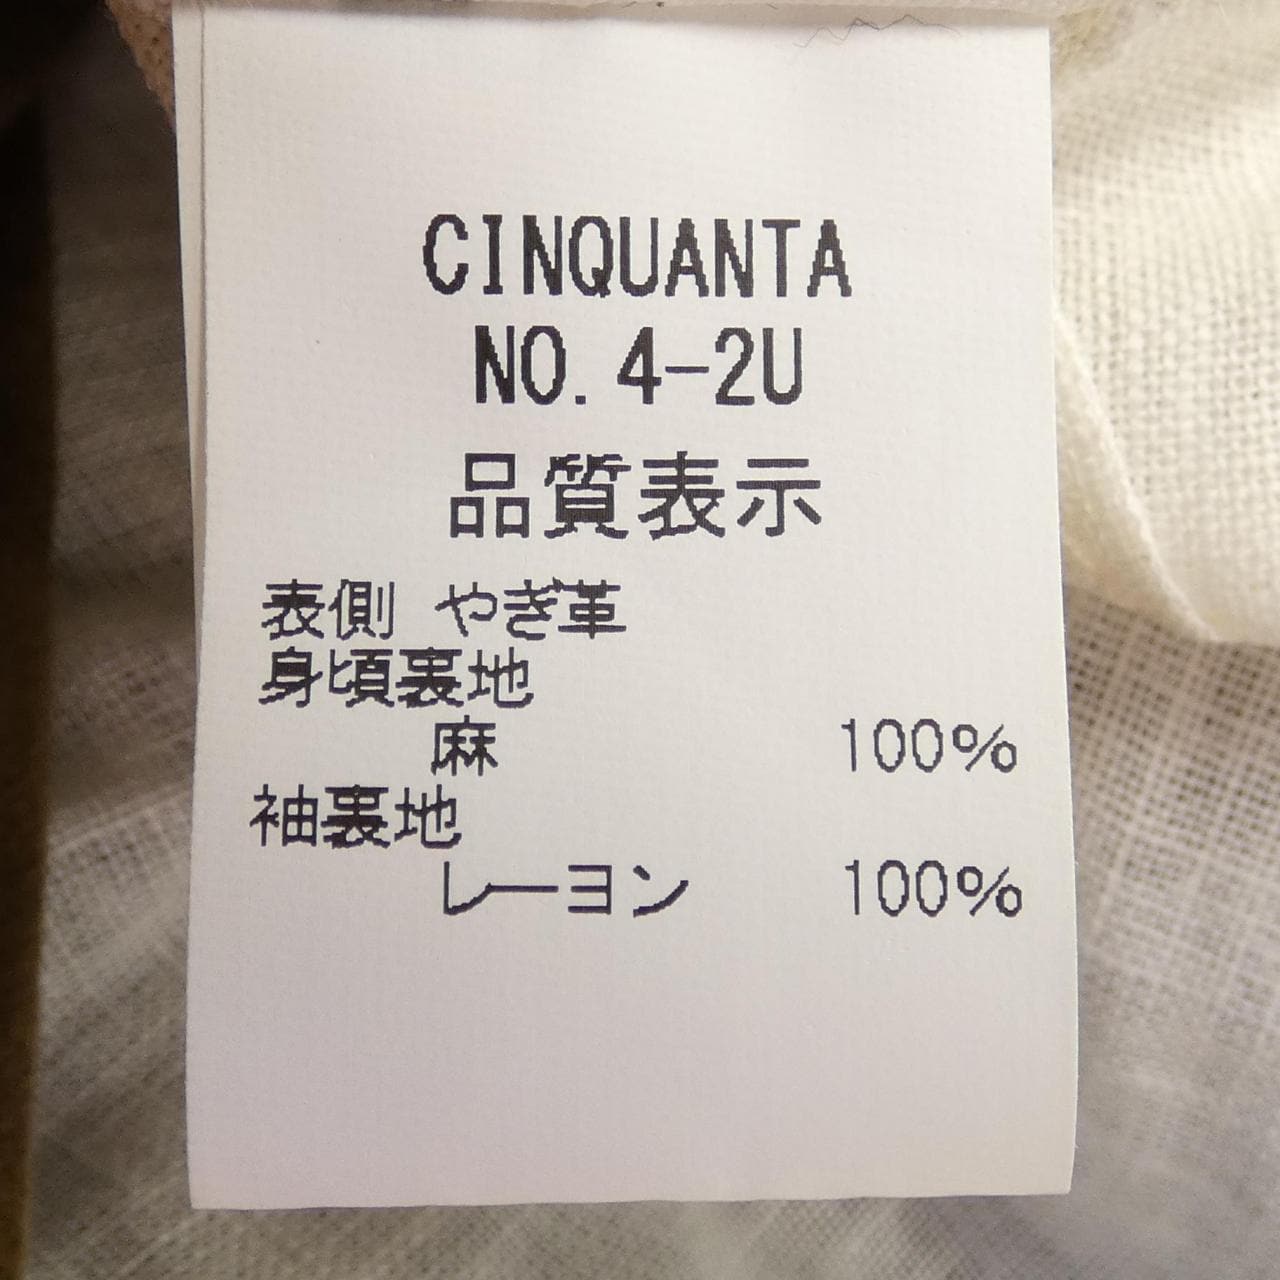 CINQUANTA
NO. 4-2U
品質表示
表側 やぎ革
身頃裏地
麻 100%
袖裏地
レーヨン 100%